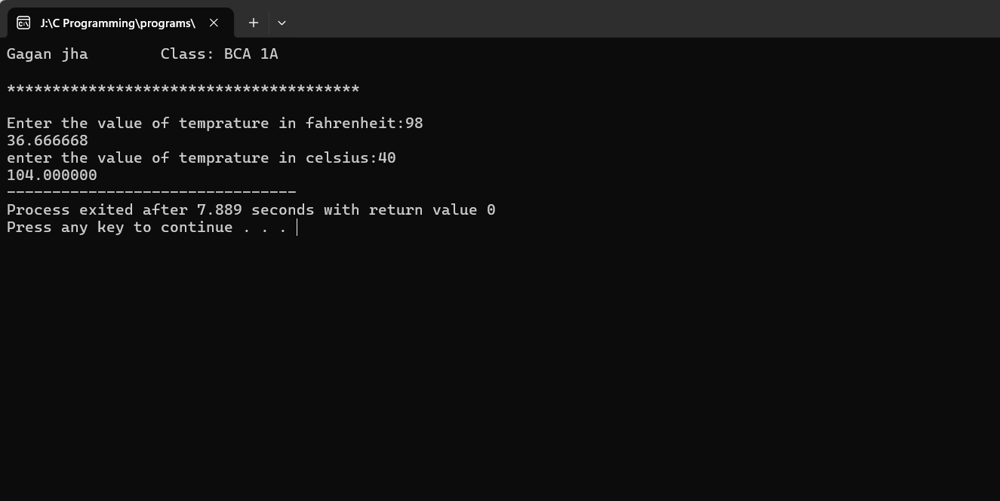 J:\C Programming\programs\
Gagan jha        Class: BCA 1A
***************************************
Enter the value of temprature in fahrenheit:98
36.666668
enter the value of temprature in celsius:40
104.000000
--------------------------------
Process exited after 7.889 seconds with return value 0
Press any key to continue . . .